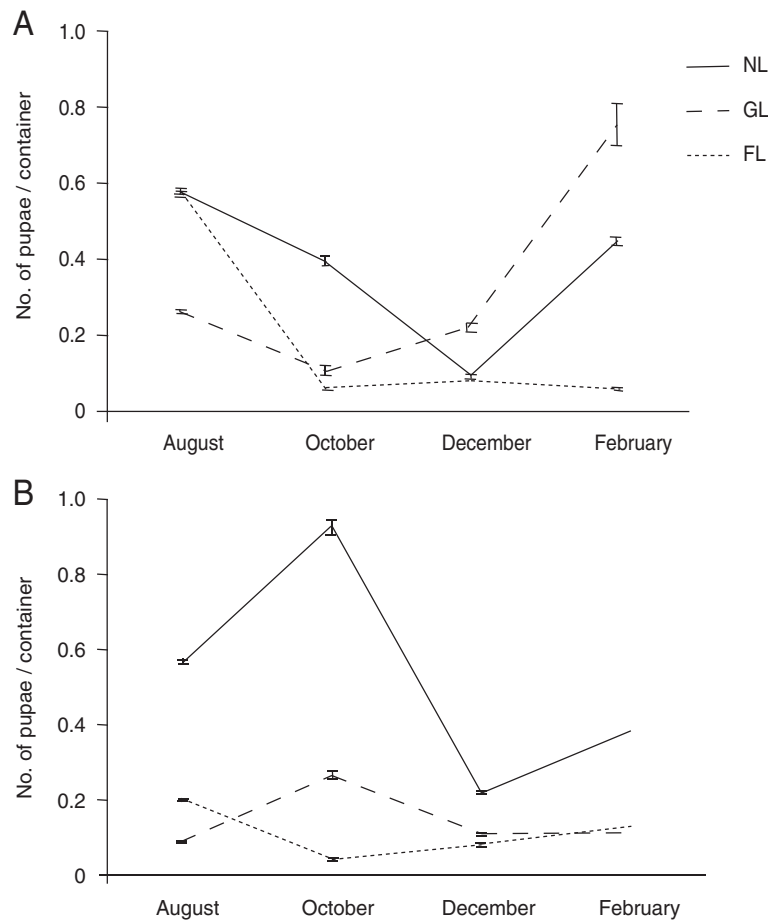 A
No. of pupae / container
1.0
0.8
0.6
0.4
0.2
0
August October December February
NL
GL
FL
B
No. of pupae / container
1.0
0.8
0.6
0.4
0.2
0
August October December February